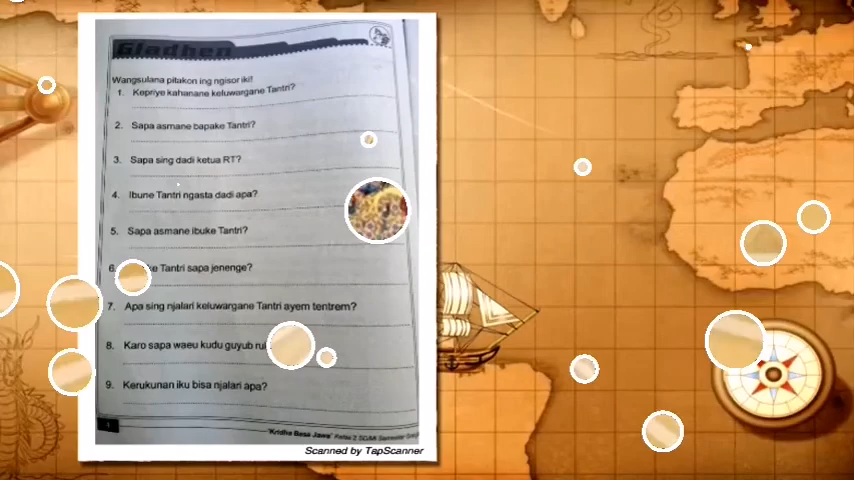 Gladhen
Wangsulana pitakon ing ngisor iki!
1. Kepriye kahanane keluwargane Tantri?
2. Sapa asmane bapake Tantri?
3. Sapa sing dadi ketua RT?
4. Ibune Tantri ngasta dadi apa?
5. Sapa asmane ibuke Tantri?
6. Tantri sapa jenenge?
7. Apa sing njalari keluwargane Tantri ayem tentrem?
8. Karo sapa waeu kudu guyub
9. Kerukunan iku bisa njalari apa?
"Kridha Basa Jawa" Kelas 2 SD/MI Semester
Scanned by TapScanner